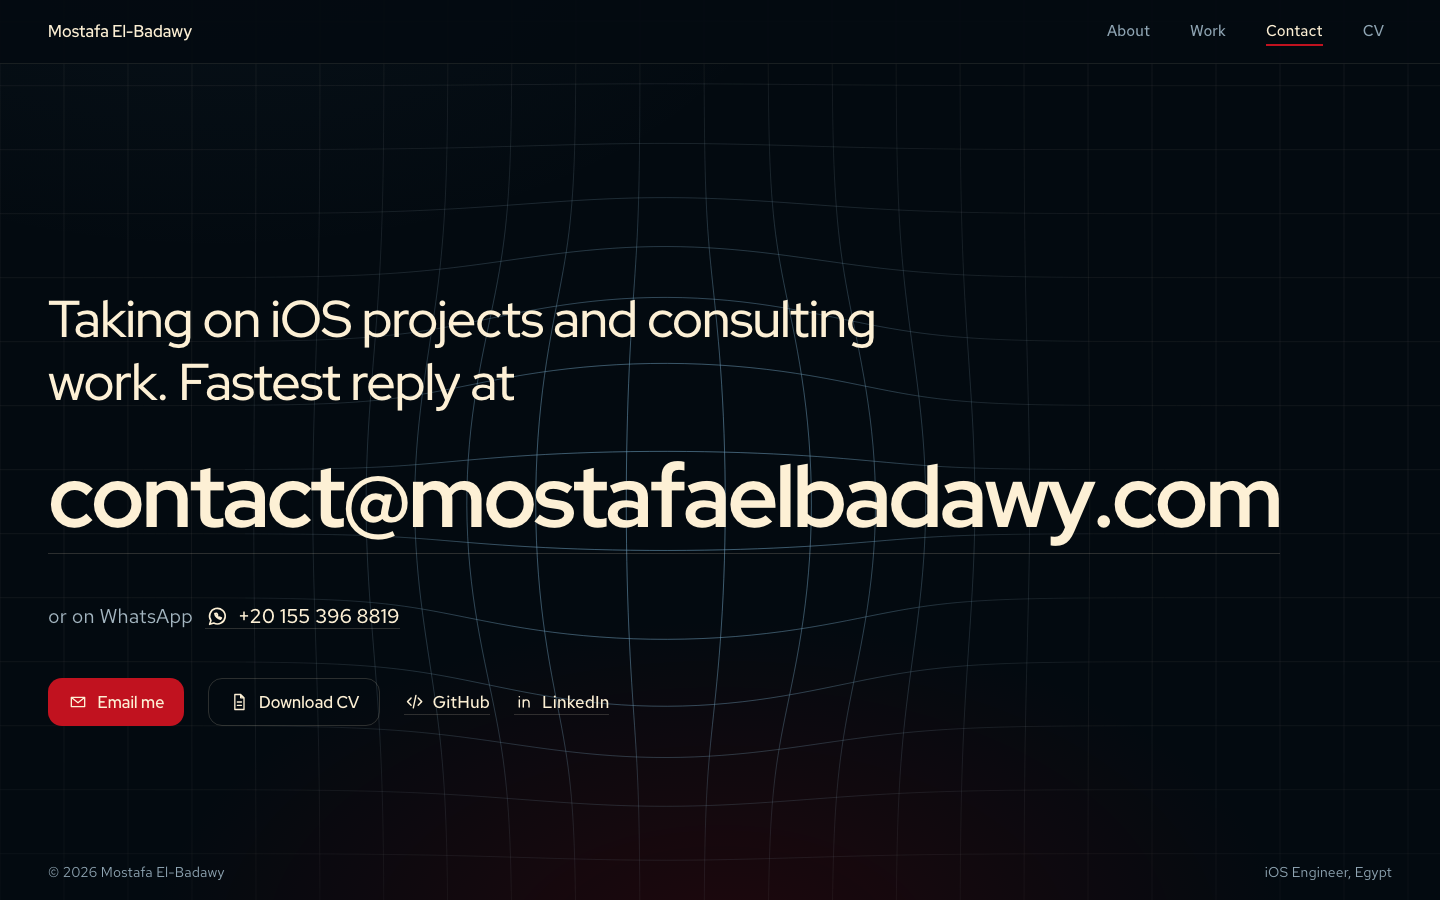 Mostafa El-Badawy
About Work Contact CV
Taking on iOS projects and consulting
work. Fastest reply at
contact@mostafaelbadawy.com
or on WhatsApp +20 155 396 8819
Email me Download CV GitHub in LinkedIn
© 2026 Mostafa El-Badawy
iOS Engineer, Egypt